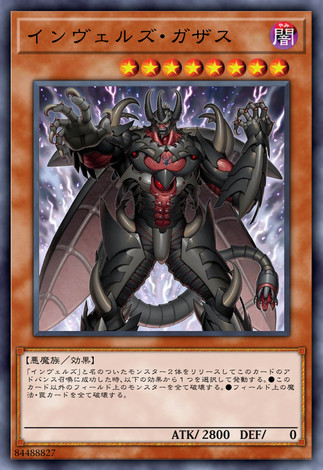 インヴェルズ・ガザス
闇
やみ
【悪魔族／効果】
「インヴェルズ」と名のついたモンスター２体をリリースしてこのカードのア
ドバンス召喚に成功した時、以下の効果から１つを選択して発動する。●この
カード以外のフィールド上のモンスターを全て破壊する。●フィールド上の魔
法・罠カードを全て破壊する。
ATK/ 2800 DEF/ 0
84488827